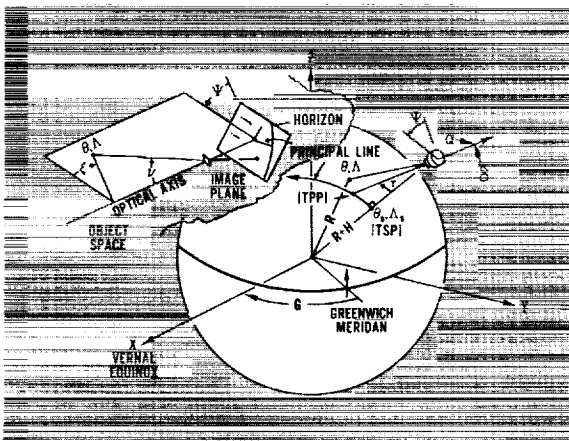 Z
Ψ
HORIZON
PRINCIPAL LINE
θ,Λ
OPTICAL AXIS
IMAGE
PLANE
OBJECT
SPACE
θ,Λ
[TPP]
Ψ
α
r
R
R+H
θs,Λs
[TSP]
G
GREENWICH
MERIDAN
X
VERNAL
EQUINOX
Y